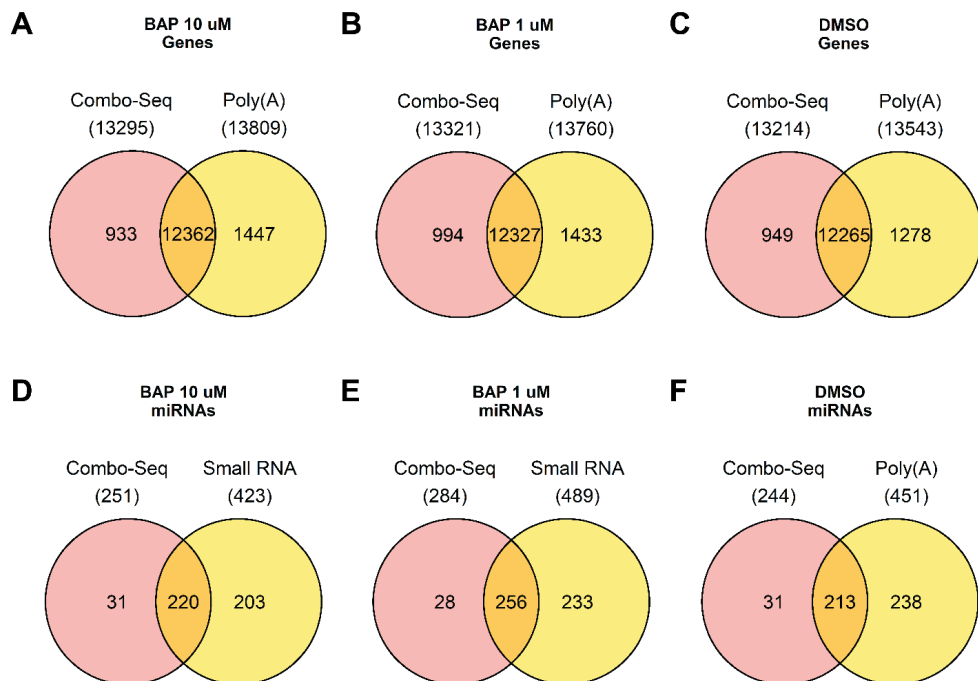 A
BAP 10 uM
Genes
Combo-Seq Poly(A)
(13295) (13809)
933 12362 1447
B
BAP 1 uM
Genes
Combo-Seq Poly(A)
(13321) (13760)
994 12327 1433
C
DMSO
Genes
Combo-Seq Poly(A)
(13214) (13543)
949 12265 1278
D
BAP 10 uM
miRNAs
Combo-Seq Small RNA
(251) (423)
31 220 203
E
BAP 1 uM
miRNAs
Combo-Seq Small RNA
(284) (489)
28 256 233
F
DMSO
miRNAs
Combo-Seq Poly(A)
(244) (451)
31 213 238